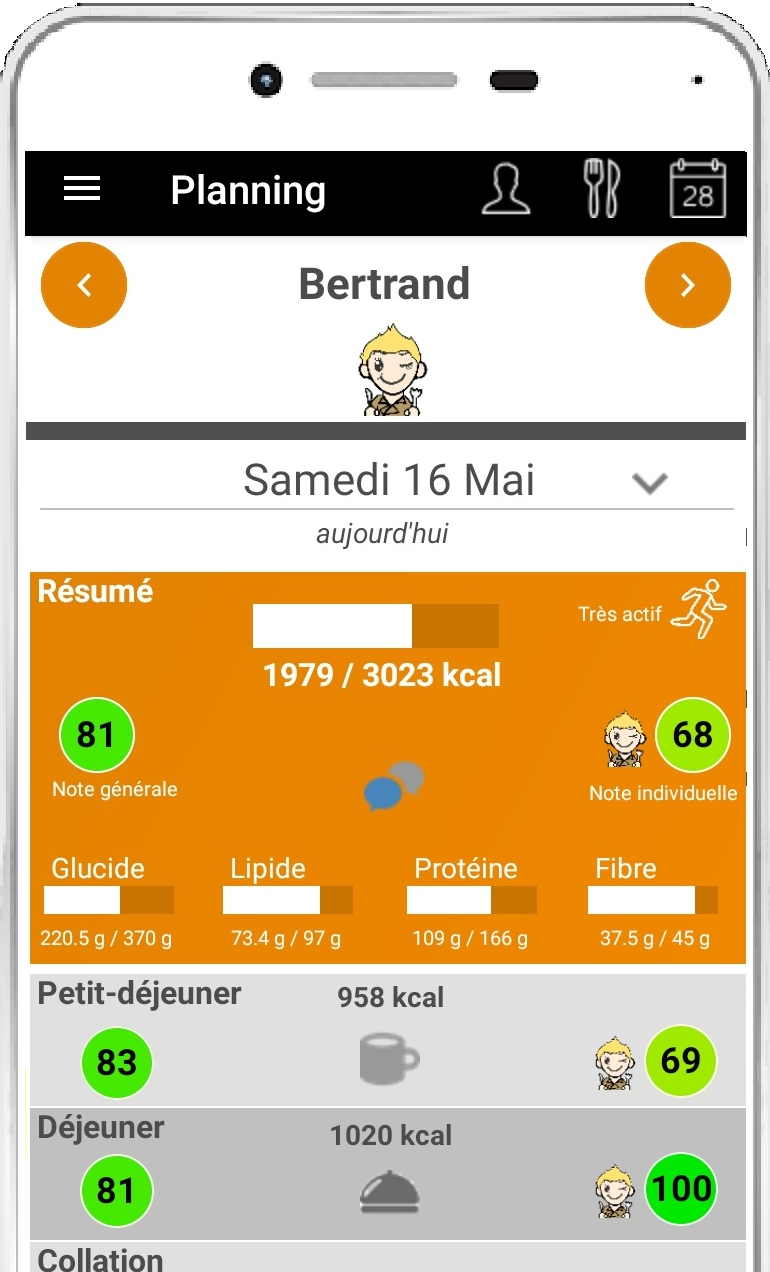 Planning
28
Bertrand
Samedi 16 Mai
aujourd'hui
Résumé
Très actif
1979 / 3023 kcal
81
68
Note générale
Note individuelle
Glucide Lipide Protéine Fibre
220.5 g / 370 g 73.4 g / 97 g 109 g / 166 g 37.5 g / 45 g
Petit-déjeuner 958 kcal
83 69
Déjeuner 1020 kcal
81 100
Collation